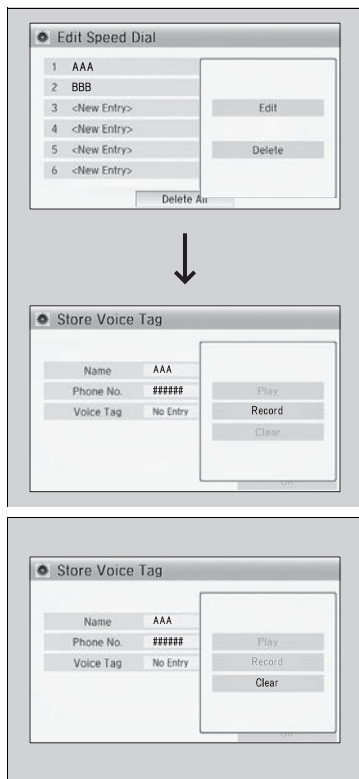 Edit Speed Dial
1 AAA
2 BBB
3 <New Entry>
4 <New Entry>
5 <New Entry>
6 <New Entry>
Edit
Delete
Delete All
Store Voice Tag
Name AAA
Phone No. ######
Voice Tag No Entry
Play
Record
Clear
OK
Store Voice Tag
Name AAA
Phone No. ######
Voice Tag No Entry
Play
Record
Clear
OK